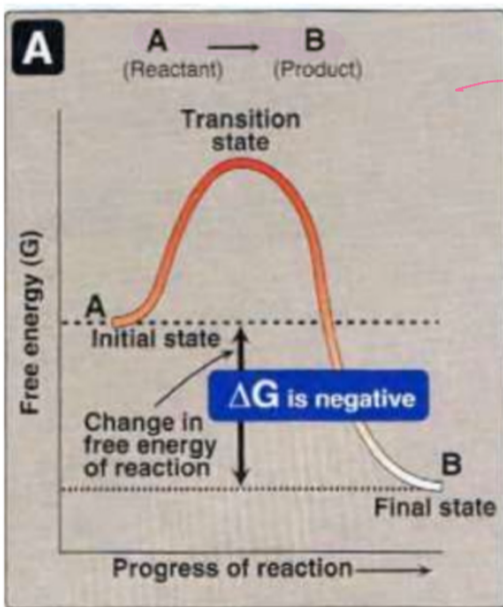 A
A → B
(Reactant) (Product)
Transition
state
Free energy (G)
A
Initial state
ΔG is negative
Change in
free energy
of reaction
B
Final state
Progress of reaction→